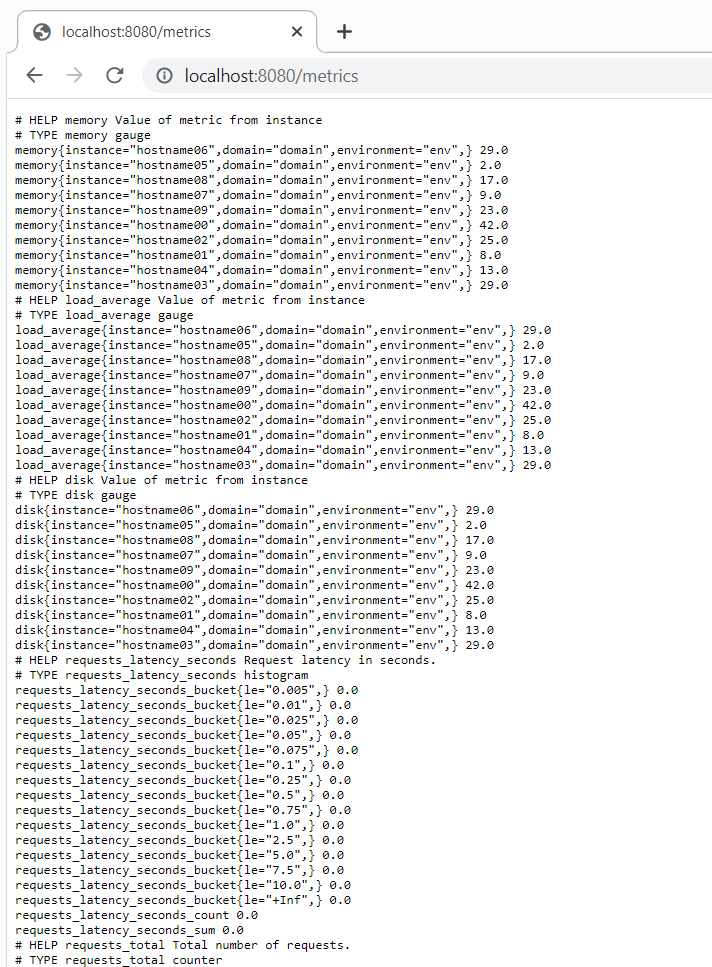 localhost:8080/metrics
localhost:8080/metrics
# HELP memory Value of metric from instance
# TYPE memory gauge
memory{instance="hostname06",domain="domain",environment="env",} 29.0
memory{instance="hostname05",domain="domain",environment="env",} 2.0
memory{instance="hostname08",domain="domain",environment="env",} 17.0
memory{instance="hostname07",domain="domain",environment="env",} 9.0
memory{instance="hostname09",domain="domain",environment="env",} 23.0
memory{instance="hostname00",domain="domain",environment="env",} 42.0
memory{instance="hostname02",domain="domain",environment="env",} 25.0
memory{instance="hostname01",domain="domain",environment="env",} 8.0
memory{instance="hostname04",domain="domain",environment="env",} 13.0
memory{instance="hostname03",domain="domain",environment="env",} 29.0
# HELP load_average Value of metric from instance
# TYPE load_average gauge
load_average{instance="hostname06",domain="domain",environment="env",} 29.0
load_average{instance="hostname05",domain="domain",environment="env",} 2.0
load_average{instance="hostname08",domain="domain",environment="env",} 17.0
load_average{instance="hostname07",domain="domain",environment="env",} 9.0
load_average{instance="hostname09",domain="domain",environment="env",} 23.0
load_average{instance="hostname00",domain="domain",environment="env",} 42.0
load_average{instance="hostname02",domain="domain",environment="env",} 25.0
load_average{instance="hostname01",domain="domain",environment="env",} 8.0
load_average{instance="hostname04",domain="domain",environment="env",} 13.0
load_average{instance="hostname03",domain="domain",environment="env",} 29.0
# HELP disk Value of metric from instance
# TYPE disk gauge
disk{instance="hostname06",domain="domain",environment="env",} 29.0
disk{instance="hostname05",domain="domain",environment="env",} 2.0
disk{instance="hostname08",domain="domain",environment="env",} 17.0
disk{instance="hostname07",domain="domain",environment="env",} 9.0
disk{instance="hostname09",domain="domain",environment="env",} 23.0
disk{instance="hostname00",domain="domain",environment="env",} 42.0
disk{instance="hostname02",domain="domain",environment="env",} 25.0
disk{instance="hostname01",domain="domain",environment="env",} 8.0
disk{instance="hostname04",domain="domain",environment="env",} 13.0
disk{instance="hostname03",domain="domain",environment="env",} 29.0
# HELP requests_latency_seconds Request latency in seconds.
# TYPE requests_latency_seconds histogram
requests_latency_seconds_bucket{le="0.005",} 0.0
requests_latency_seconds_bucket{le="0.01",} 0.0
requests_latency_seconds_bucket{le="0.025",} 0.0
requests_latency_seconds_bucket{le="0.05",} 0.0
requests_latency_seconds_bucket{le="0.075",} 0.0
requests_latency_seconds_bucket{le="0.1",} 0.0
requests_latency_seconds_bucket{le="0.25",} 0.0
requests_latency_seconds_bucket{le="0.5",} 0.0
requests_latency_seconds_bucket{le="0.75",} 0.0
requests_latency_seconds_bucket{le="1.0",} 0.0
requests_latency_seconds_bucket{le="2.5",} 0.0
requests_latency_seconds_bucket{le="5.0",} 0.0
requests_latency_seconds_bucket{le="7.5",} 0.0
requests_latency_seconds_bucket{le="10.0",} 0.0
requests_latency_seconds_bucket{le="+Inf",} 0.0
requests_latency_seconds_count 0.0
requests_latency_seconds_sum 0.0
# HELP requests_total Total number of requests.
# TYPE requests_total counter